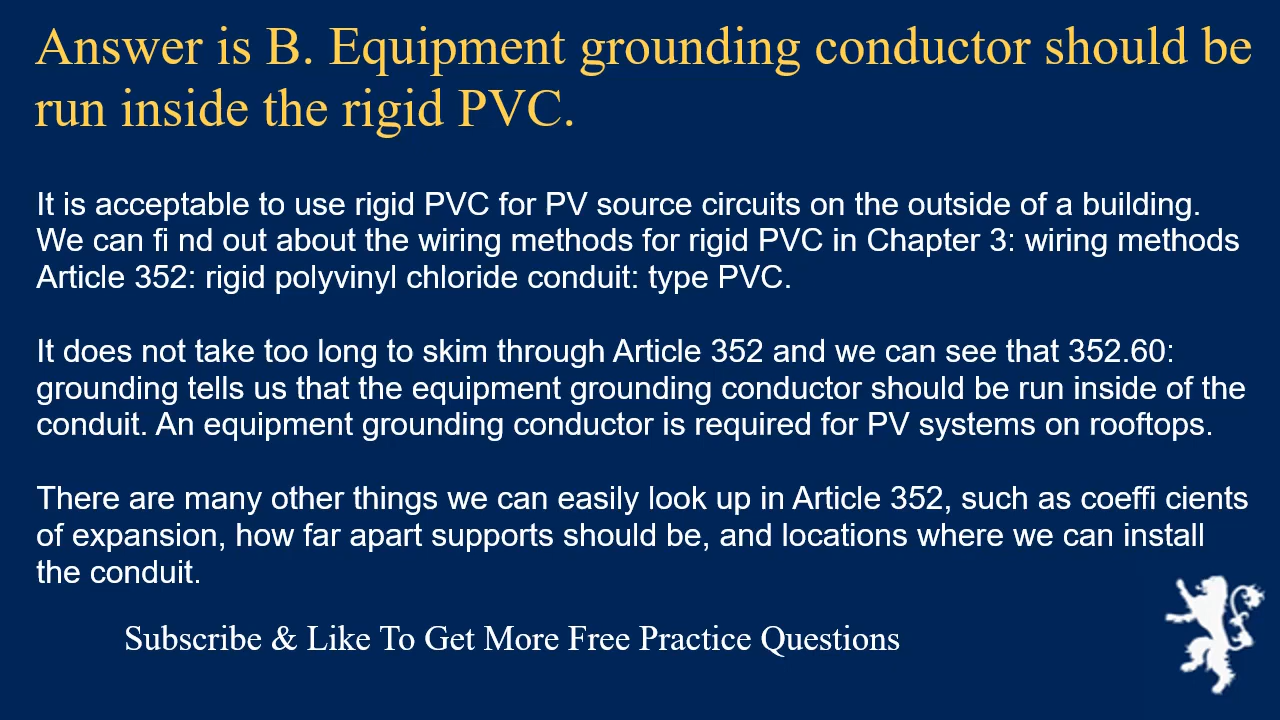 Answer is B. Equipment grounding conductor should be
run inside the rigid PVC.
It is acceptable to use rigid PVC for PV source circuits on the outside of a building.
We can fi nd out about the wiring methods for rigid PVC in Chapter 3: wiring methods
Article 352: rigid polyvinyl chloride conduit: type PVC.
It does not take too long to skim through Article 352 and we can see that 352.60:
grounding tells us that the equipment grounding conductor should be run inside of the
conduit. An equipment grounding conductor is required for PV systems on rooftops.
There are many other things we can easily look up in Article 352, such as coeffi cients
of expansion, how far apart supports should be, and locations where we can install
the conduit.
Subscribe & Like To Get More Free Practice Questions